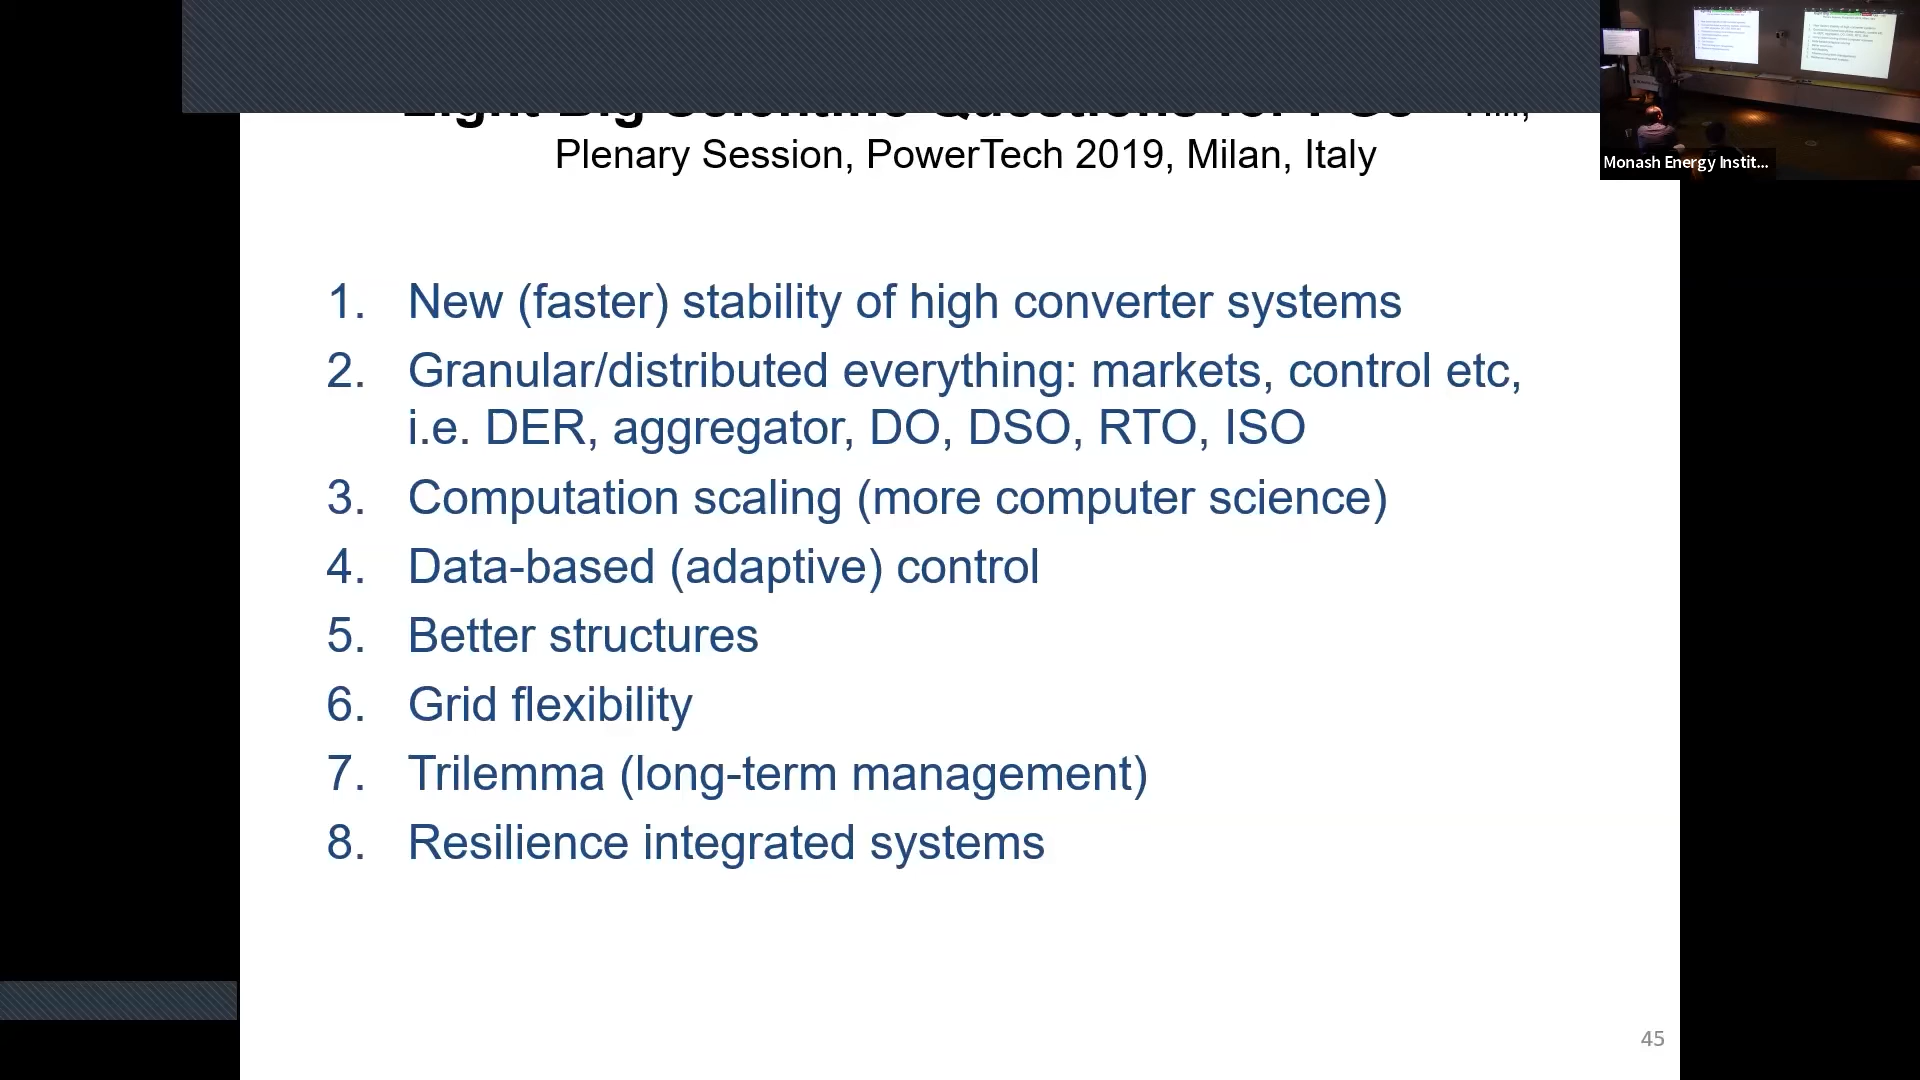 Plenary Session, PowerTech 2019, Milan, Italy
Monash Energy Instit...
1. New (faster) stability of high converter systems
2. Granular/distributed everything: markets, control etc,
i.e. DER, aggregator, DO, DSO, RTO, ISO
3. Computation scaling (more computer science)
4. Data-based (adaptive) control
5. Better structures
6. Grid flexibility
7. Trilemma (long-term management)
8. Resilience integrated systems
45